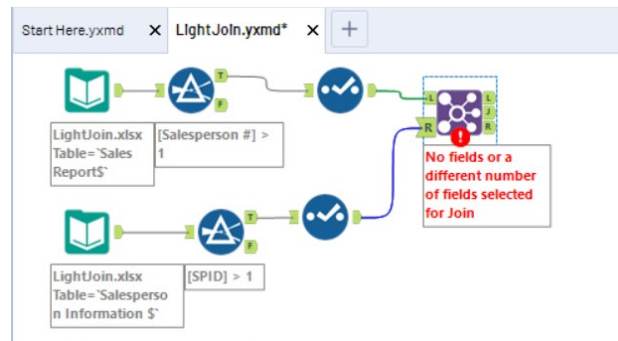 Start Here.yxmd X LightJoin.yxmd* X +
T
F
L
R
L
J
R
LightJoin.xlsx
Table=`Sales
Report$`
[Salesperson #] >
1
No fields or a
different number
of fields selected
for Join
T
F
LightJoin.xlsx
Table=`Salesperso
n Information $`
[SPID] > 1